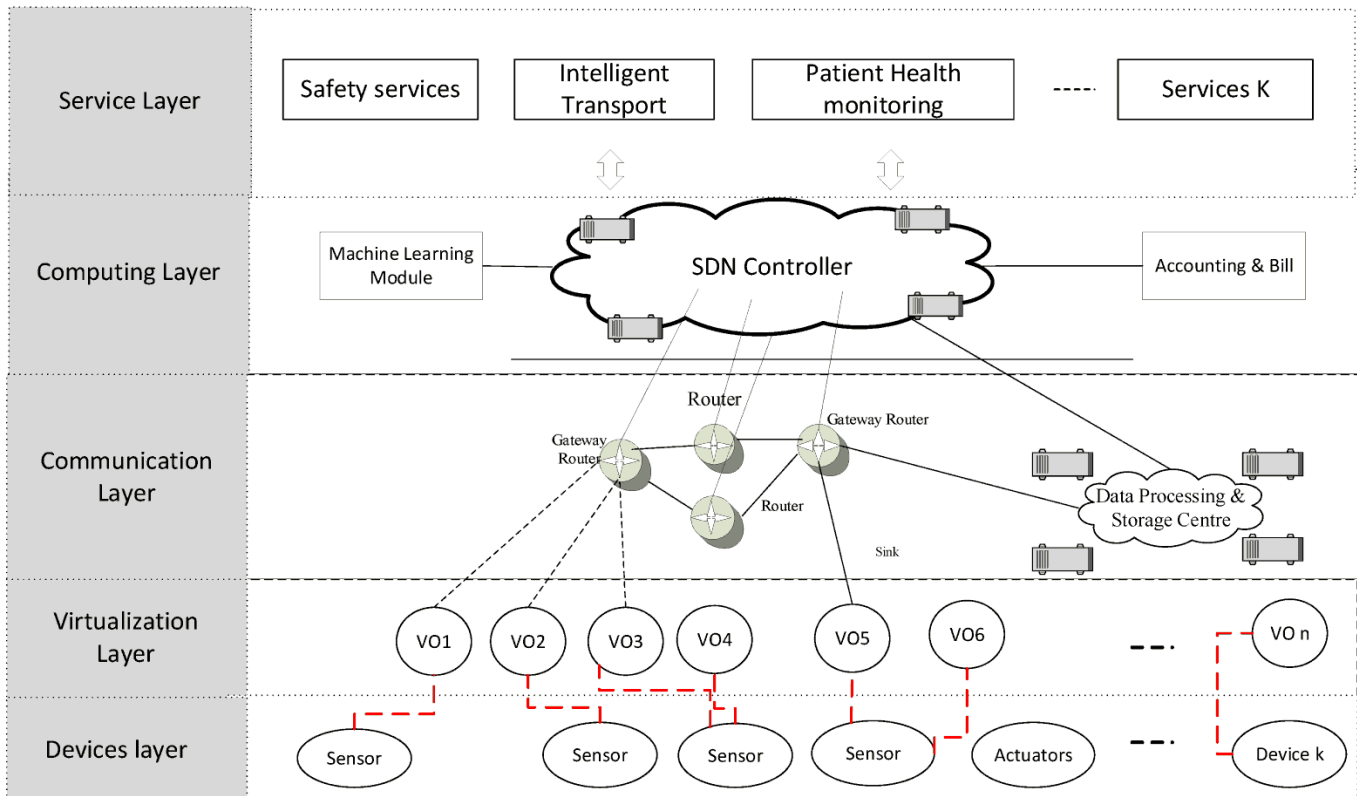 Service Layer
Safety services
Intelligent
Transport
Patient Health
monitoring
Services K
Computing Layer
Machine Learning
Module
SDN Controller
Accounting & Bill
Communication
Layer
Router
Gateway Router
Gateway
Router
Router
Sink
Data Processing &
Storage Centre
Virtualization
Layer
VO1
VO2
VO3
VO4
VO5
VO6
VO n
Devices layer
Sensor
Sensor
Sensor
Sensor
Actuators
Device k